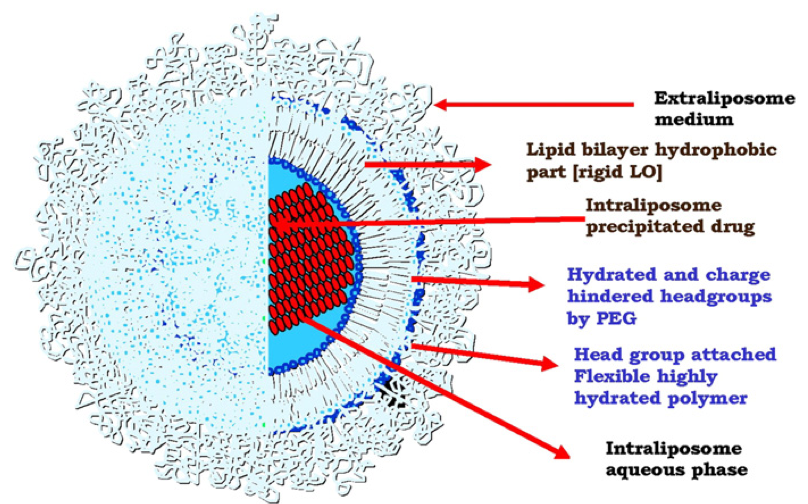 Extraliposome
medium
Lipid bilayer hydrophobic
part [rigid LO]
Intraliposome
precipitated drug
Hydrated and charge
hindered headgroups
by PEG
Head group attached
Flexible highly
hydrated polymer
Intraliposome
aqueous phase